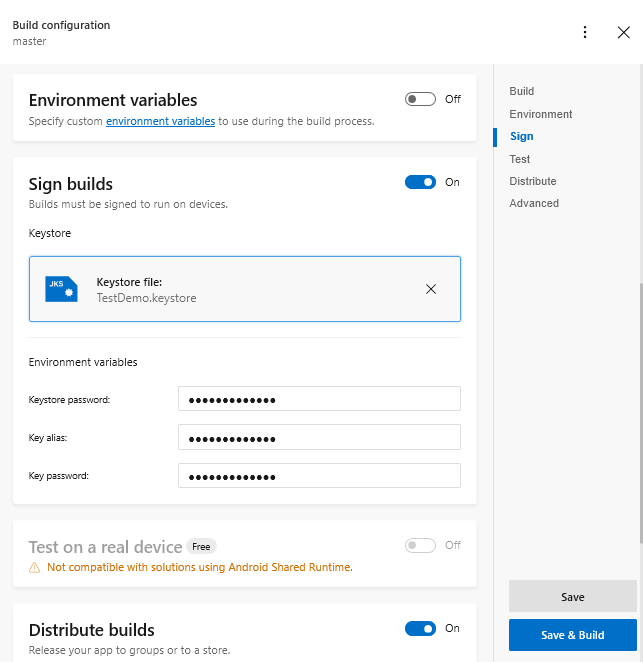 Build configuration
master
Environment variables
Off
Specify custom environment variables to use during the build process.
Sign builds
On
Builds must be signed to run on devices.
Keystore
JKS
Keystore file:
TestDemo.keystore
Environment variables
Keystore password:
●●●●●●●●●●●●●
Key alias:
●●●●●●●●●●●●●
Key password:
●●●●●●●●●●●●●
Test on a real device Free
Off
Not compatible with solutions using Android Shared Runtime.
Distribute builds
On
Release your app to groups or to a store.
Build
Environment
Sign
Test
Distribute
Advanced
Save
Save & Build